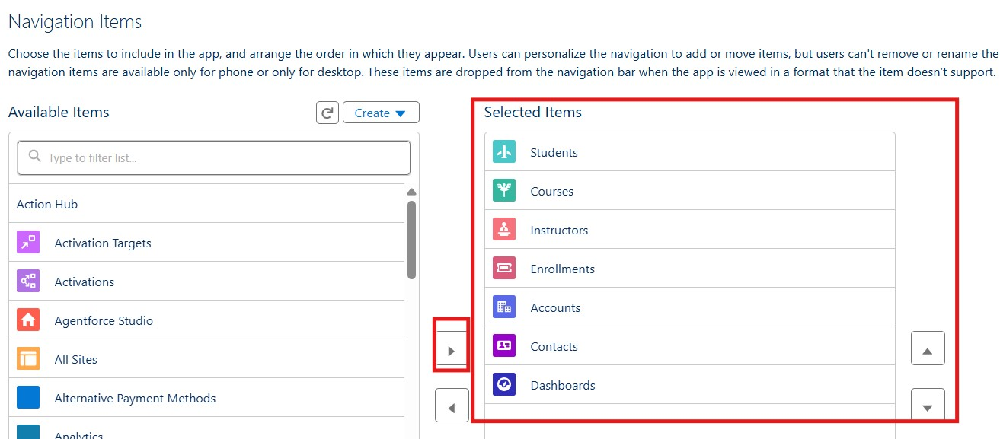 Navigation Items
Choose the items to include in the app, and arrange the order in which they appear. Users can personalize the navigation to add or move items, but users can't remove or rename the
navigation items are available only for phone or only for desktop. These items are dropped from the navigation bar when the app is viewed in a format that the item doesn't support.
Available Items
Create
Type to filter list...
Action Hub
Activation Targets
Activations
Agentforce Studio
All Sites
Alternative Payment Methods
Analytics
Selected Items
Students
Courses
Instructors
Enrollments
Accounts
Contacts
Dashboards